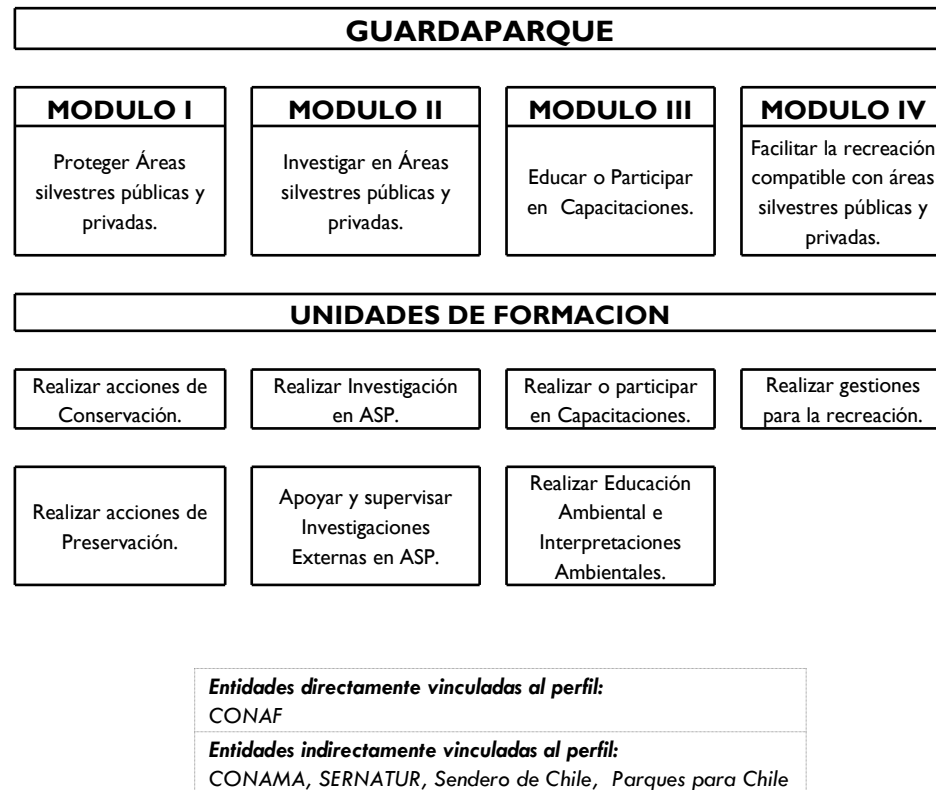 GUARDAPARQUE
MODULO I
Proteger Áreas
silvestres públicas y
privadas.
MODULO II
Investigar en Áreas
silvestres públicas y
privadas.
MODULO III
Educar o Participar
en Capacitaciones.
MODULO IV
Facilitar la recreación
compatible con áreas
silvestres públicas y
privadas.
UNIDADES DE FORMACION
Realizar acciones de
Conservación.
Realizar Investigación
en ASP.
Realizar o participar
en Capacitaciones.
Realizar gestiones
para la recreación.
Realizar acciones de
Preservación.
Apoyar y supervisar
Investigaciones
Externas en ASP.
Realizar Educación
Ambiental e
Interpretaciones
Ambientales.
Entidades directamente vinculadas al perfil:
CONAF
Entidades indirectamente vinculadas al perfil:
CONAMA, SERNATUR, Sendero de Chile, Parques para Chile